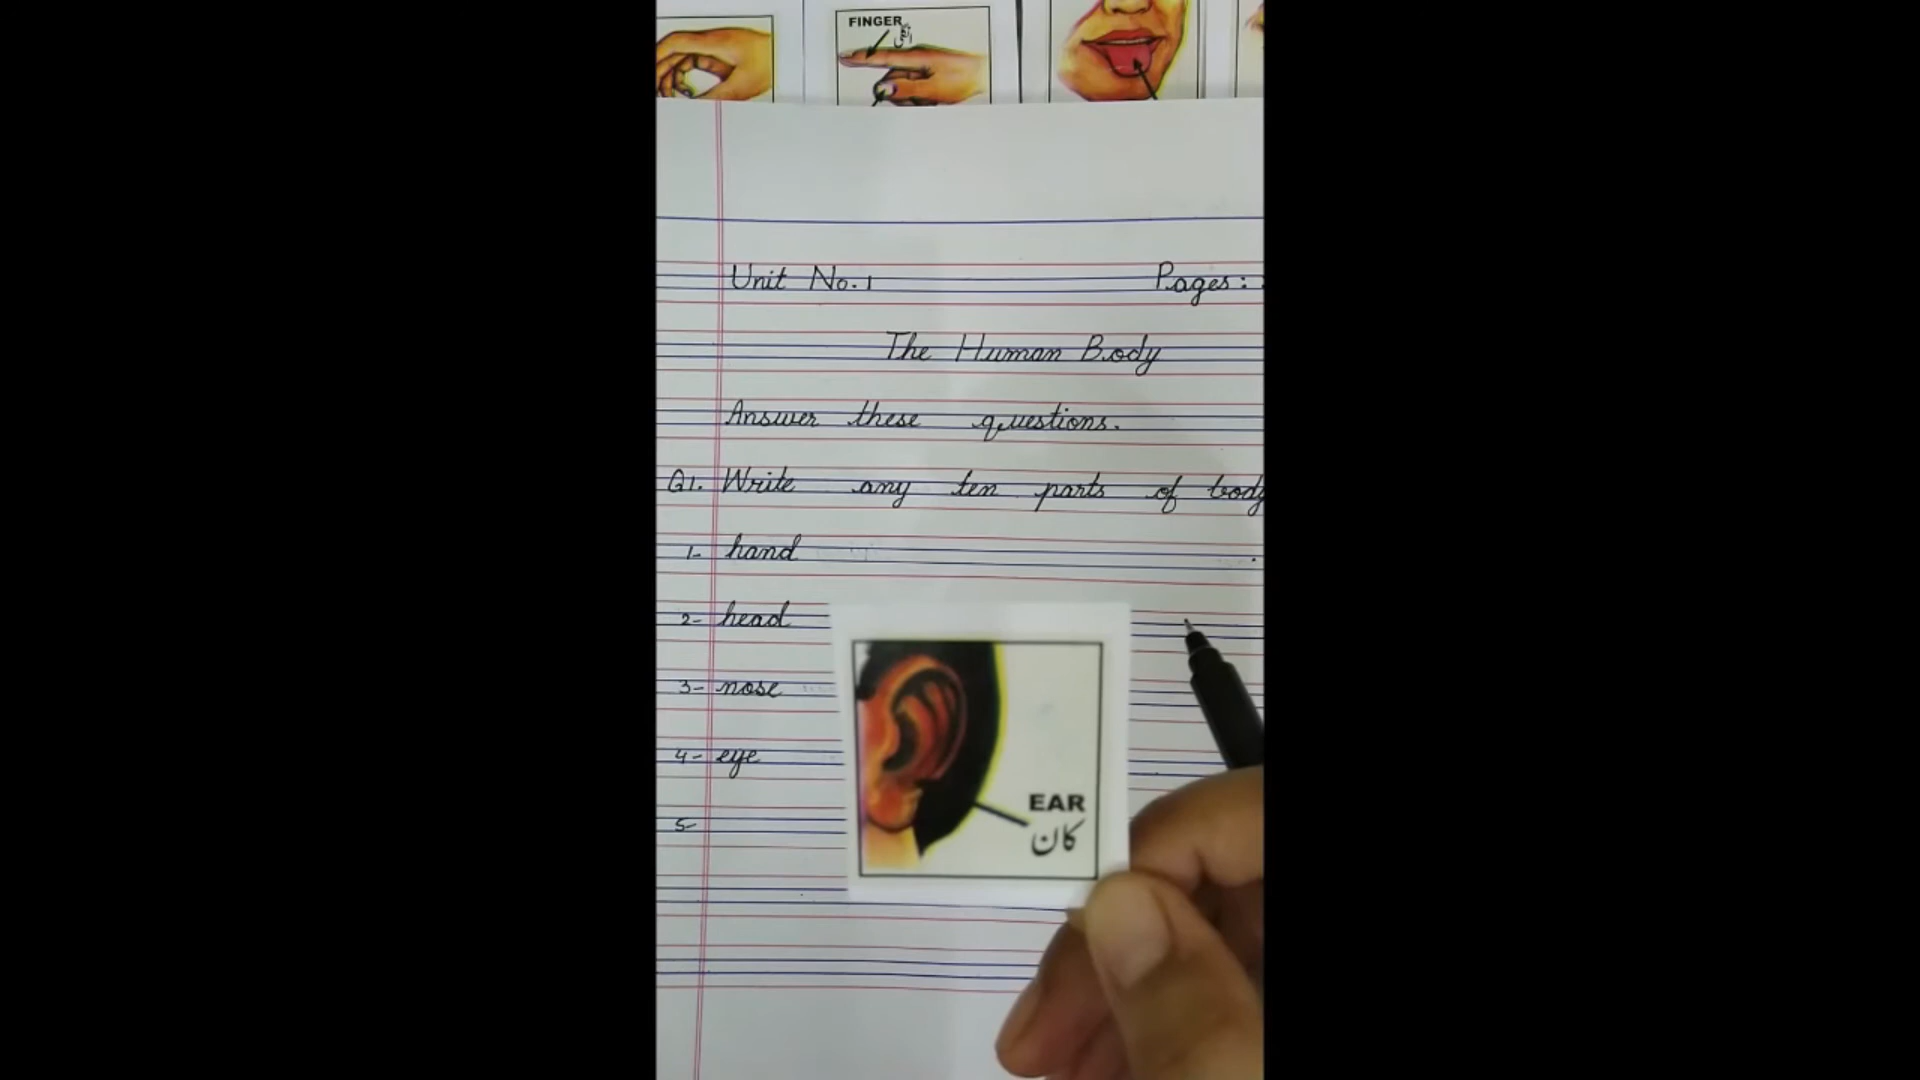 FINGER
انگلی
Unit No. 1 Pages:
The Human Body
Answer these questions.
Q1. Write any ten parts of body
1- hand
2- head
3- nose
4- eye
5-
EAR
کان